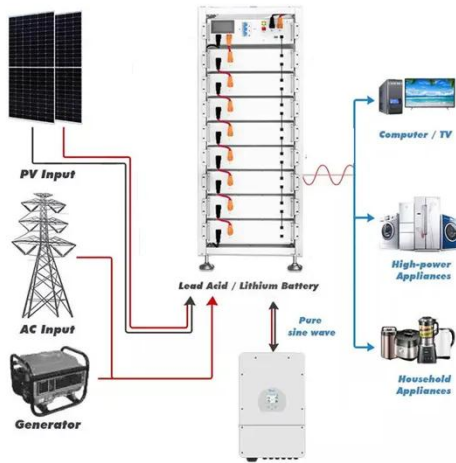 PV Input
AC Input
Generator
Lead Acid / Lithium Battery
Pure
sine wave
Computer / TV
High-power
Appliances
Household
Appliances